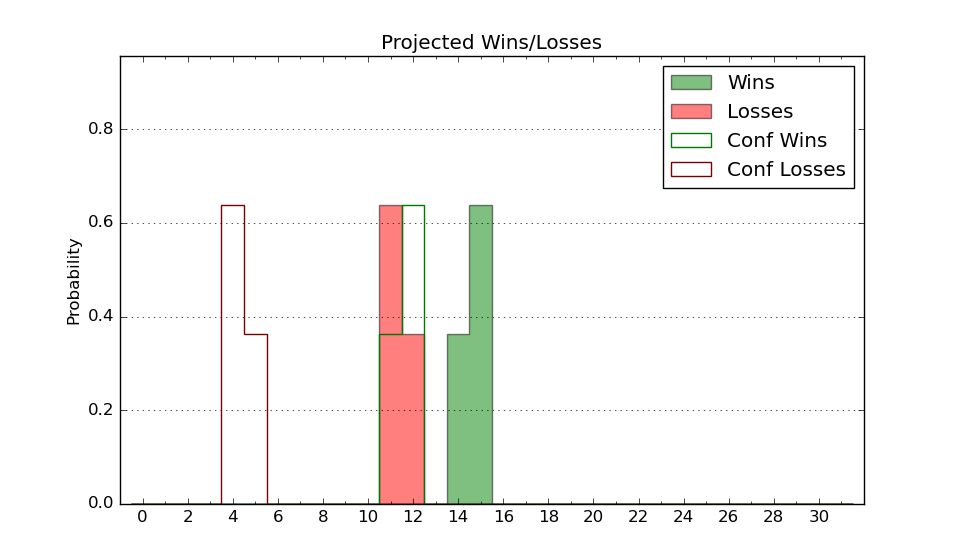 Projected Wins/Losses
Wins
Losses
Conf Wins
Conf Losses
Probability
0.8
0.6
0.4
0.2
0.0
0 2 4 6 8 10 12 14 16 18 20 22 24 26 28 30